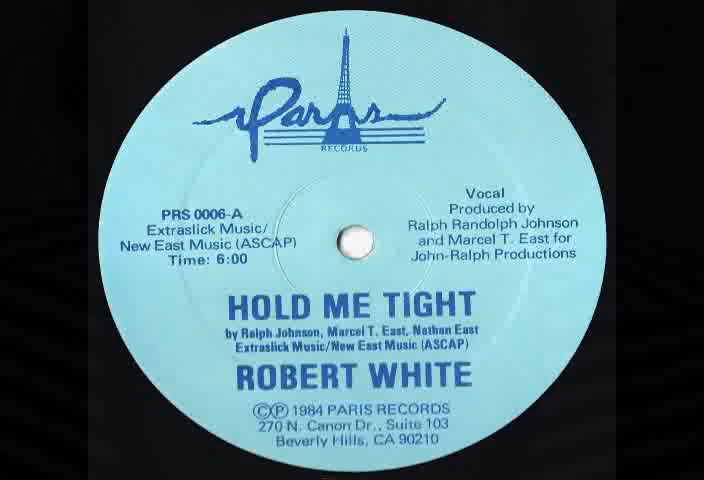 Paris
RECORDS
PRS 0006-A
Extraslick Music/
New East Music (ASCAP)
Time: 6:00
Vocal
Produced by
Ralph Randolph Johnson
and Marcel T. East for
John-Ralph Productions
HOLD ME TIGHT
by Ralph Johnson, Marcel T. East, Nathan East
Extraslick Music/New East Music (ASCAP)
ROBERT WHITE
©℗ 1984 PARIS RECORDS
270 N. Canon Dr., Suite 103
Beverly Hills, CA 90210